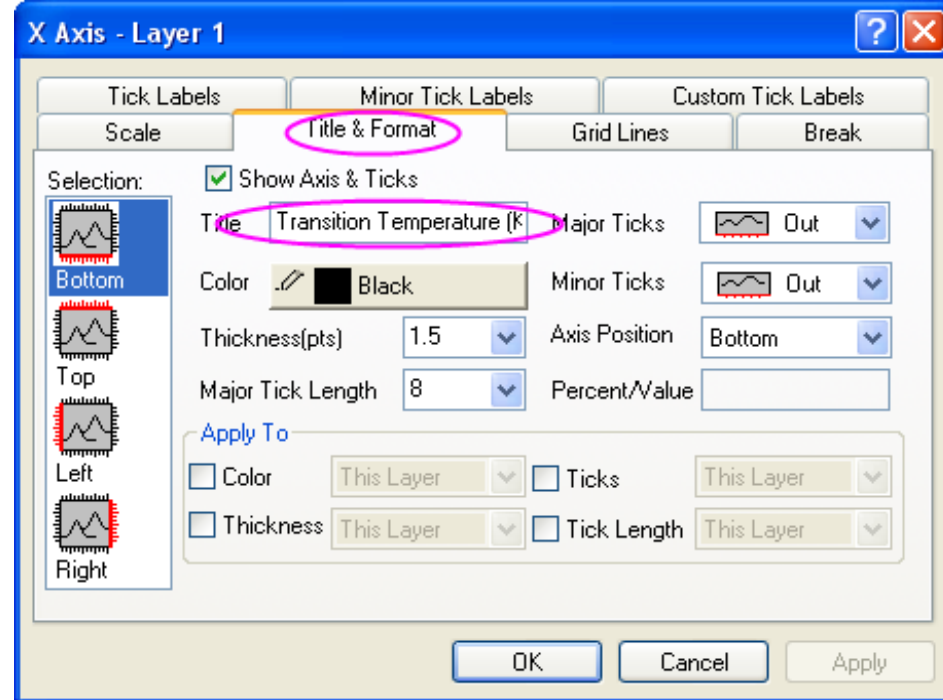 X Axis - Layer 1
Tick Labels Minor Tick Labels Custom Tick Labels
Scale Title & Format Grid Lines Break
Selection:
Show Axis & Ticks
Title Transition Temperature (K Major Ticks Out
Bottom
Color Black Minor Ticks Out
Thickness(pts) 1.5 Axis Position Bottom
Top
Major Tick Length 8 Percent/Value
Apply To
Left
Color This Layer Ticks This Layer
Thickness This Layer Tick Length This Layer
Right
OK Cancel Apply